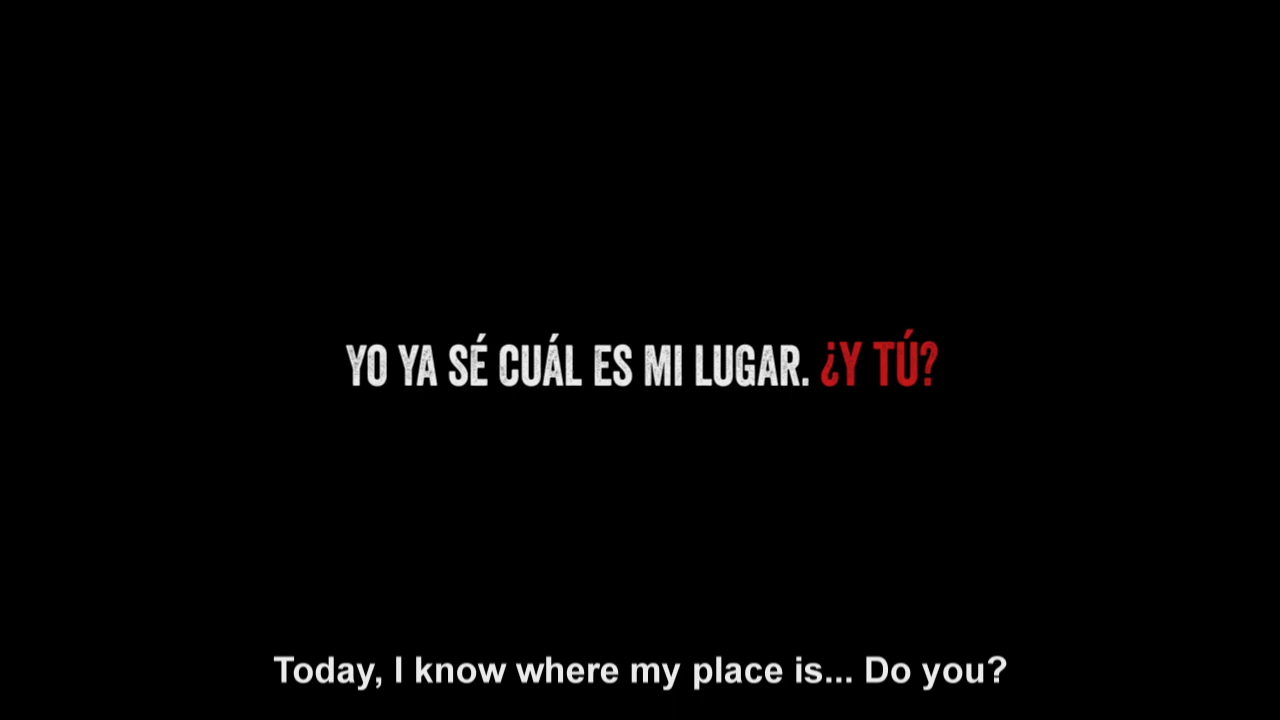 YO YA SÉ CUÁL ES MI LUGAR. ¿Y TÚ?
Today, I know where my place is... Do you?